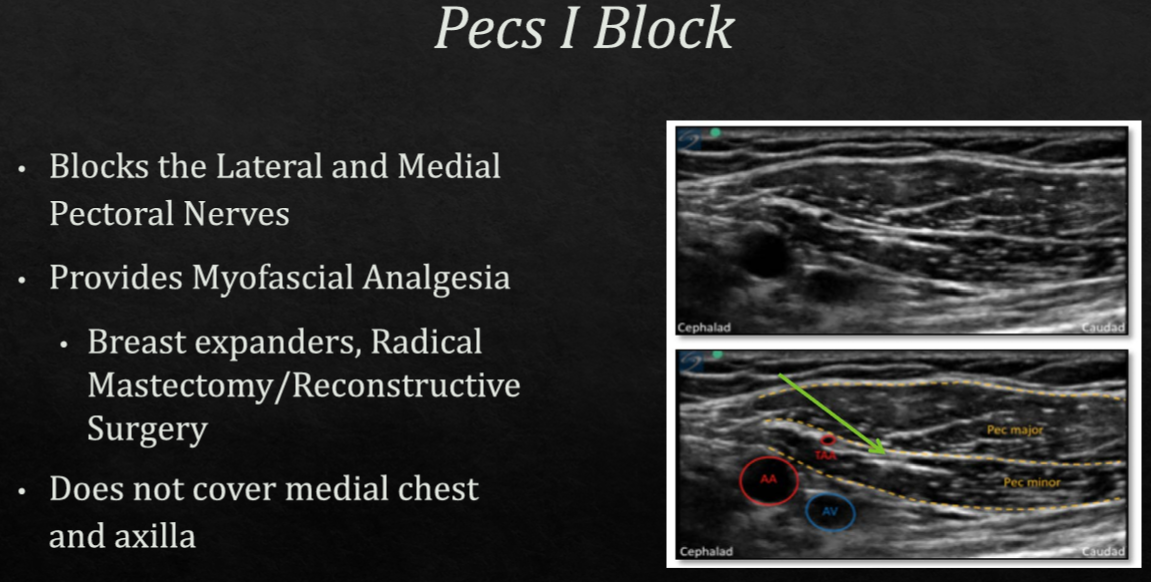 Pecs I Block
• Blocks the Lateral and Medial
Pectoral Nerves
• Provides Myofascial Analgesia
• Breast expanders, Radical
Mastectomy/Reconstructive
Surgery
• Does not cover medial chest
and axilla
Cephalad
Caudad
Pec major
TAA
AA
Pec minor
AV
Cephalad
Caudad